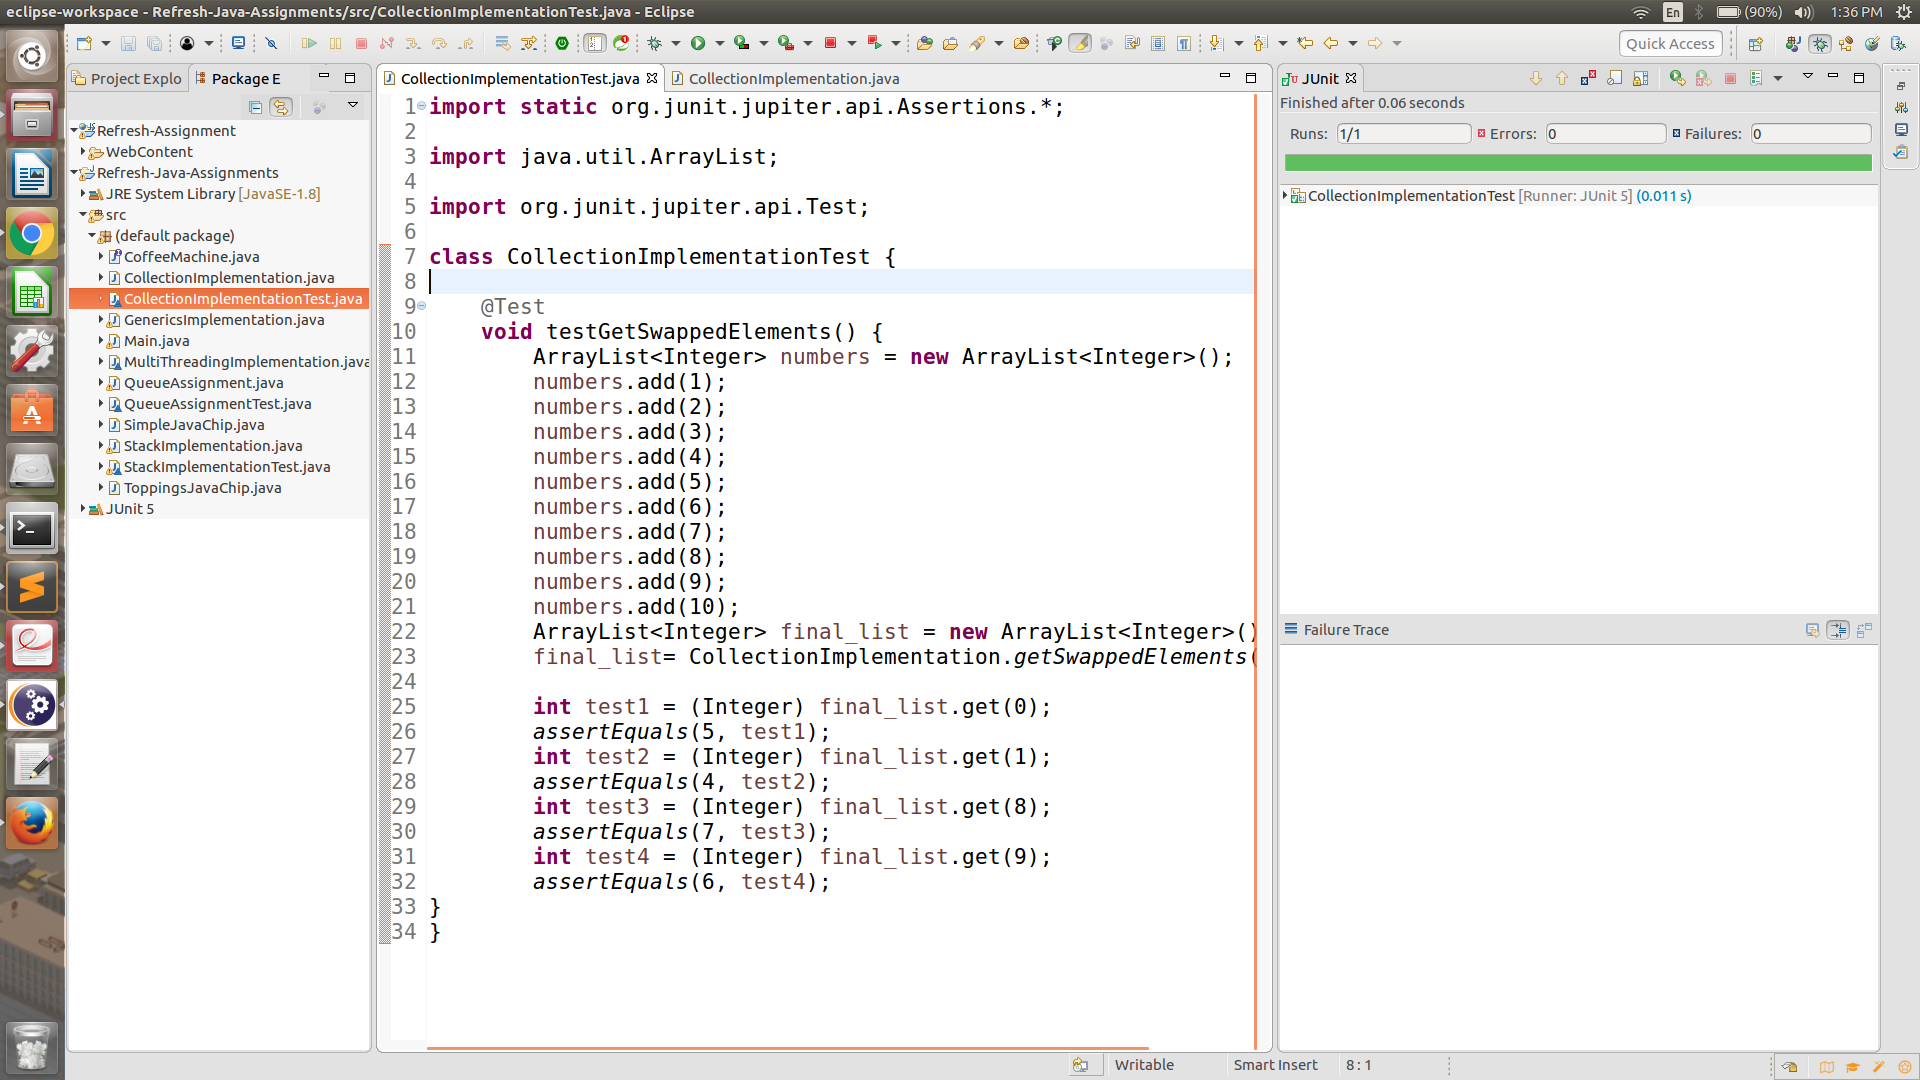 eclipse-workspace - Refresh-Java-Assignments/src/CollectionImplementationTest.java - Eclipse
En
(90%)
1:36 PM
Quick Access
Project Explo
Package E
Refresh-Assignment
WebContent
Refresh-Java-Assignments
JRE System Library [JavaSE-1.8]
src
(default package)
CoffeeMachine.java
CollectionImplementation.java
CollectionImplementationTest.java
GenericsImplementation.java
Main.java
MultiThreadingImplementation.java
QueueAssignment.java
QueueAssignmentTest.java
SimpleJavaChip.java
StackImplementation.java
StackImplementationTest.java
ToppingsJavaChip.java
JUnit 5
CollectionImplementationTest.java
CollectionImplementation.java
1 import static org.junit.jupiter.api.Assertions.*;
2
3 import java.util.ArrayList;
4
5 import org.junit.jupiter.api.Test;
6
7 class CollectionImplementationTest {
8
9 @Test
10 void testGetSwappedElements() {
11 ArrayList<Integer> numbers = new ArrayList<Integer>();
12 numbers.add(1);
13 numbers.add(2);
14 numbers.add(3);
15 numbers.add(4);
16 numbers.add(5);
17 numbers.add(6);
18 numbers.add(7);
19 numbers.add(8);
20 numbers.add(9);
21 numbers.add(10);
22 ArrayList<Integer> final_list = new ArrayList<Integer>()
23 final_list= CollectionImplementation.getSwappedElements(
24
25 int test1 = (Integer) final_list.get(0);
26 assertEquals(5, test1);
27 int test2 = (Integer) final_list.get(1);
28 assertEquals(4, test2);
29 int test3 = (Integer) final_list.get(8);
30 assertEquals(7, test3);
31 int test4 = (Integer) final_list.get(9);
32 assertEquals(6, test4);
33 }
34 }
JUnit
Finished after 0.06 seconds
Runs: 1/1 Errors: 0 Failures: 0
CollectionImplementationTest [Runner: JUnit 5] (0.011 s)
Failure Trace
Writable
Smart Insert
8 : 1